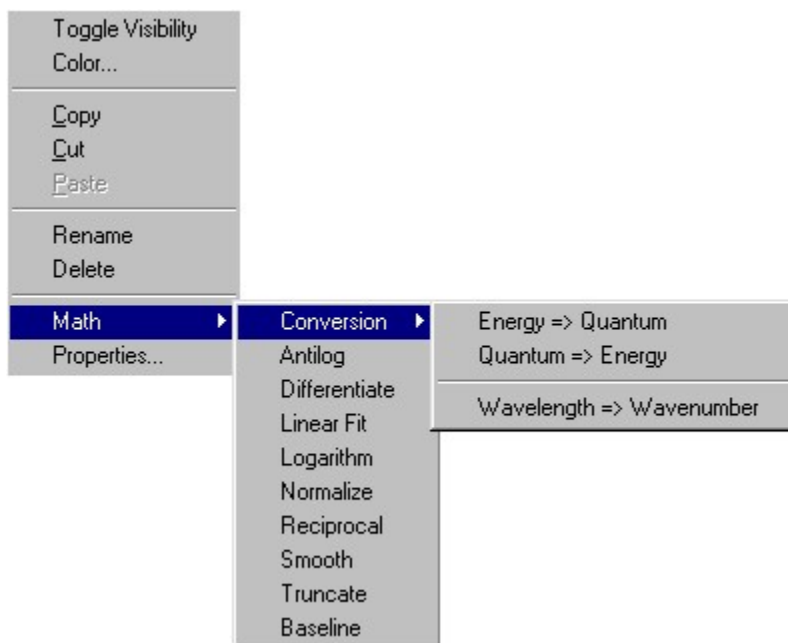 Toggle Visibility
Color...
Copy
Cut
Paste
Rename
Delete
Math
Properties...
Conversion
Antilog
Differentiate
Linear Fit
Logarithm
Normalize
Reciprocal
Smooth
Truncate
Baseline
Energy => Quantum
Quantum => Energy
Wavelength => Wavenumber